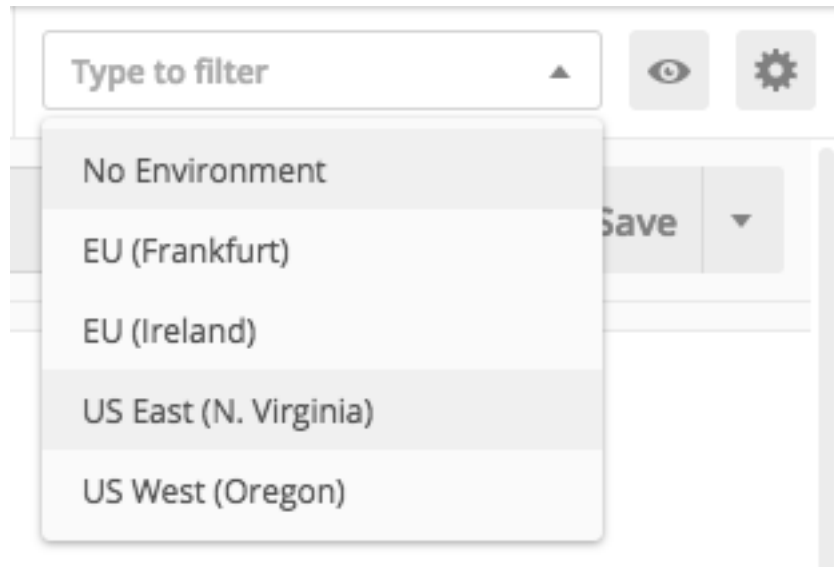 Type to filter
No Environment
Save
EU (Frankfurt)
EU (Ireland)
US East (N. Virginia)
US West (Oregon)